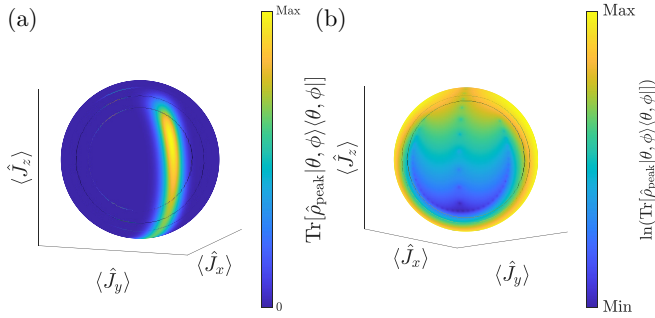 (a)
Max
⟨Ĵ_z⟩
Tr[ρ̂_peak|θ, ϕ⟩⟨θ, ϕ|]
⟨Ĵ_y⟩
⟨Ĵ_x⟩
0
(b)
Max
⟨Ĵ_z⟩
ln(Tr[ρ̂_peak|θ, ϕ⟩⟨θ, ϕ|])
⟨Ĵ_x⟩
⟨Ĵ_y⟩
Min